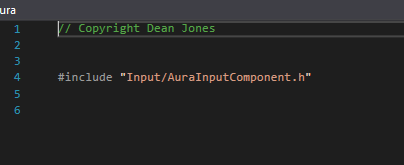 ura
1 // Copyright Dean Jones
2
3
4 #include "Input/AuraInputComponent.h"
5
6